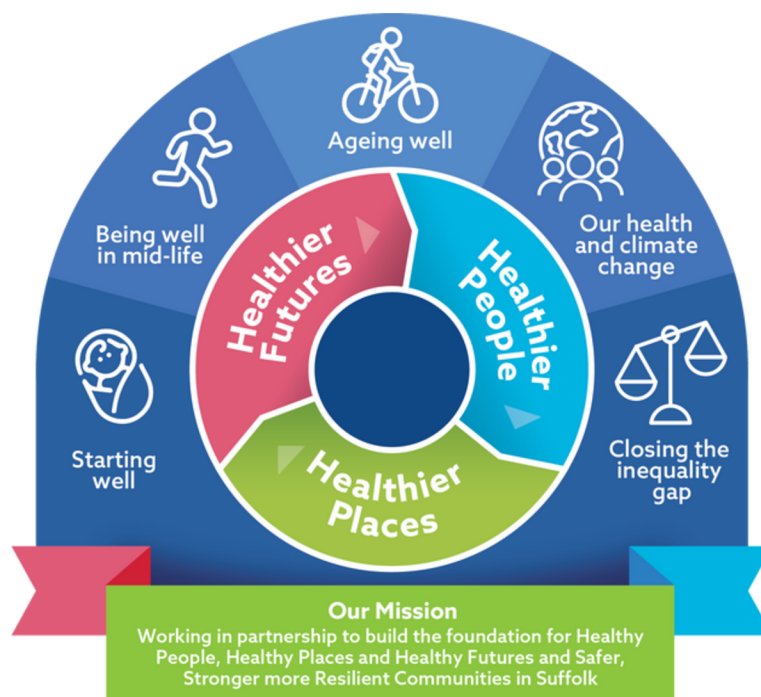 Ageing well
Being well
in mid-life
Our health
and climate
change
Starting
well
Closing the
inequality
gap
Healthier
Futures
Healthier
People
Healthier
Places
Our Mission
Working in partnership to build the foundation for Healthy
People, Healthy Places and Healthy Futures and Safer,
Stronger more Resilient Communities in Suffolk